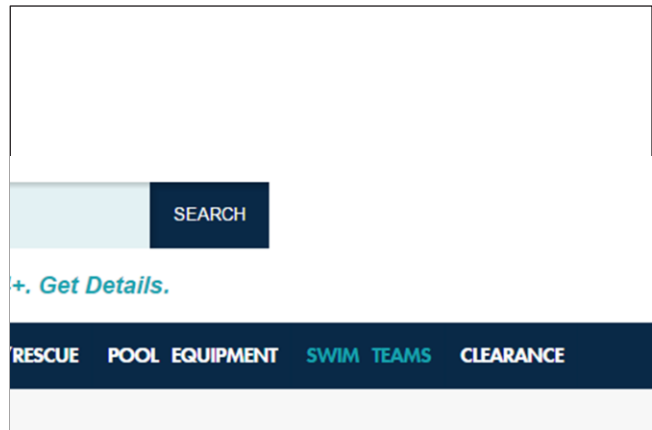 SEARCH
+. Get Details.
/RESCUE POOL EQUIPMENT SWIM TEAMS CLEARANCE